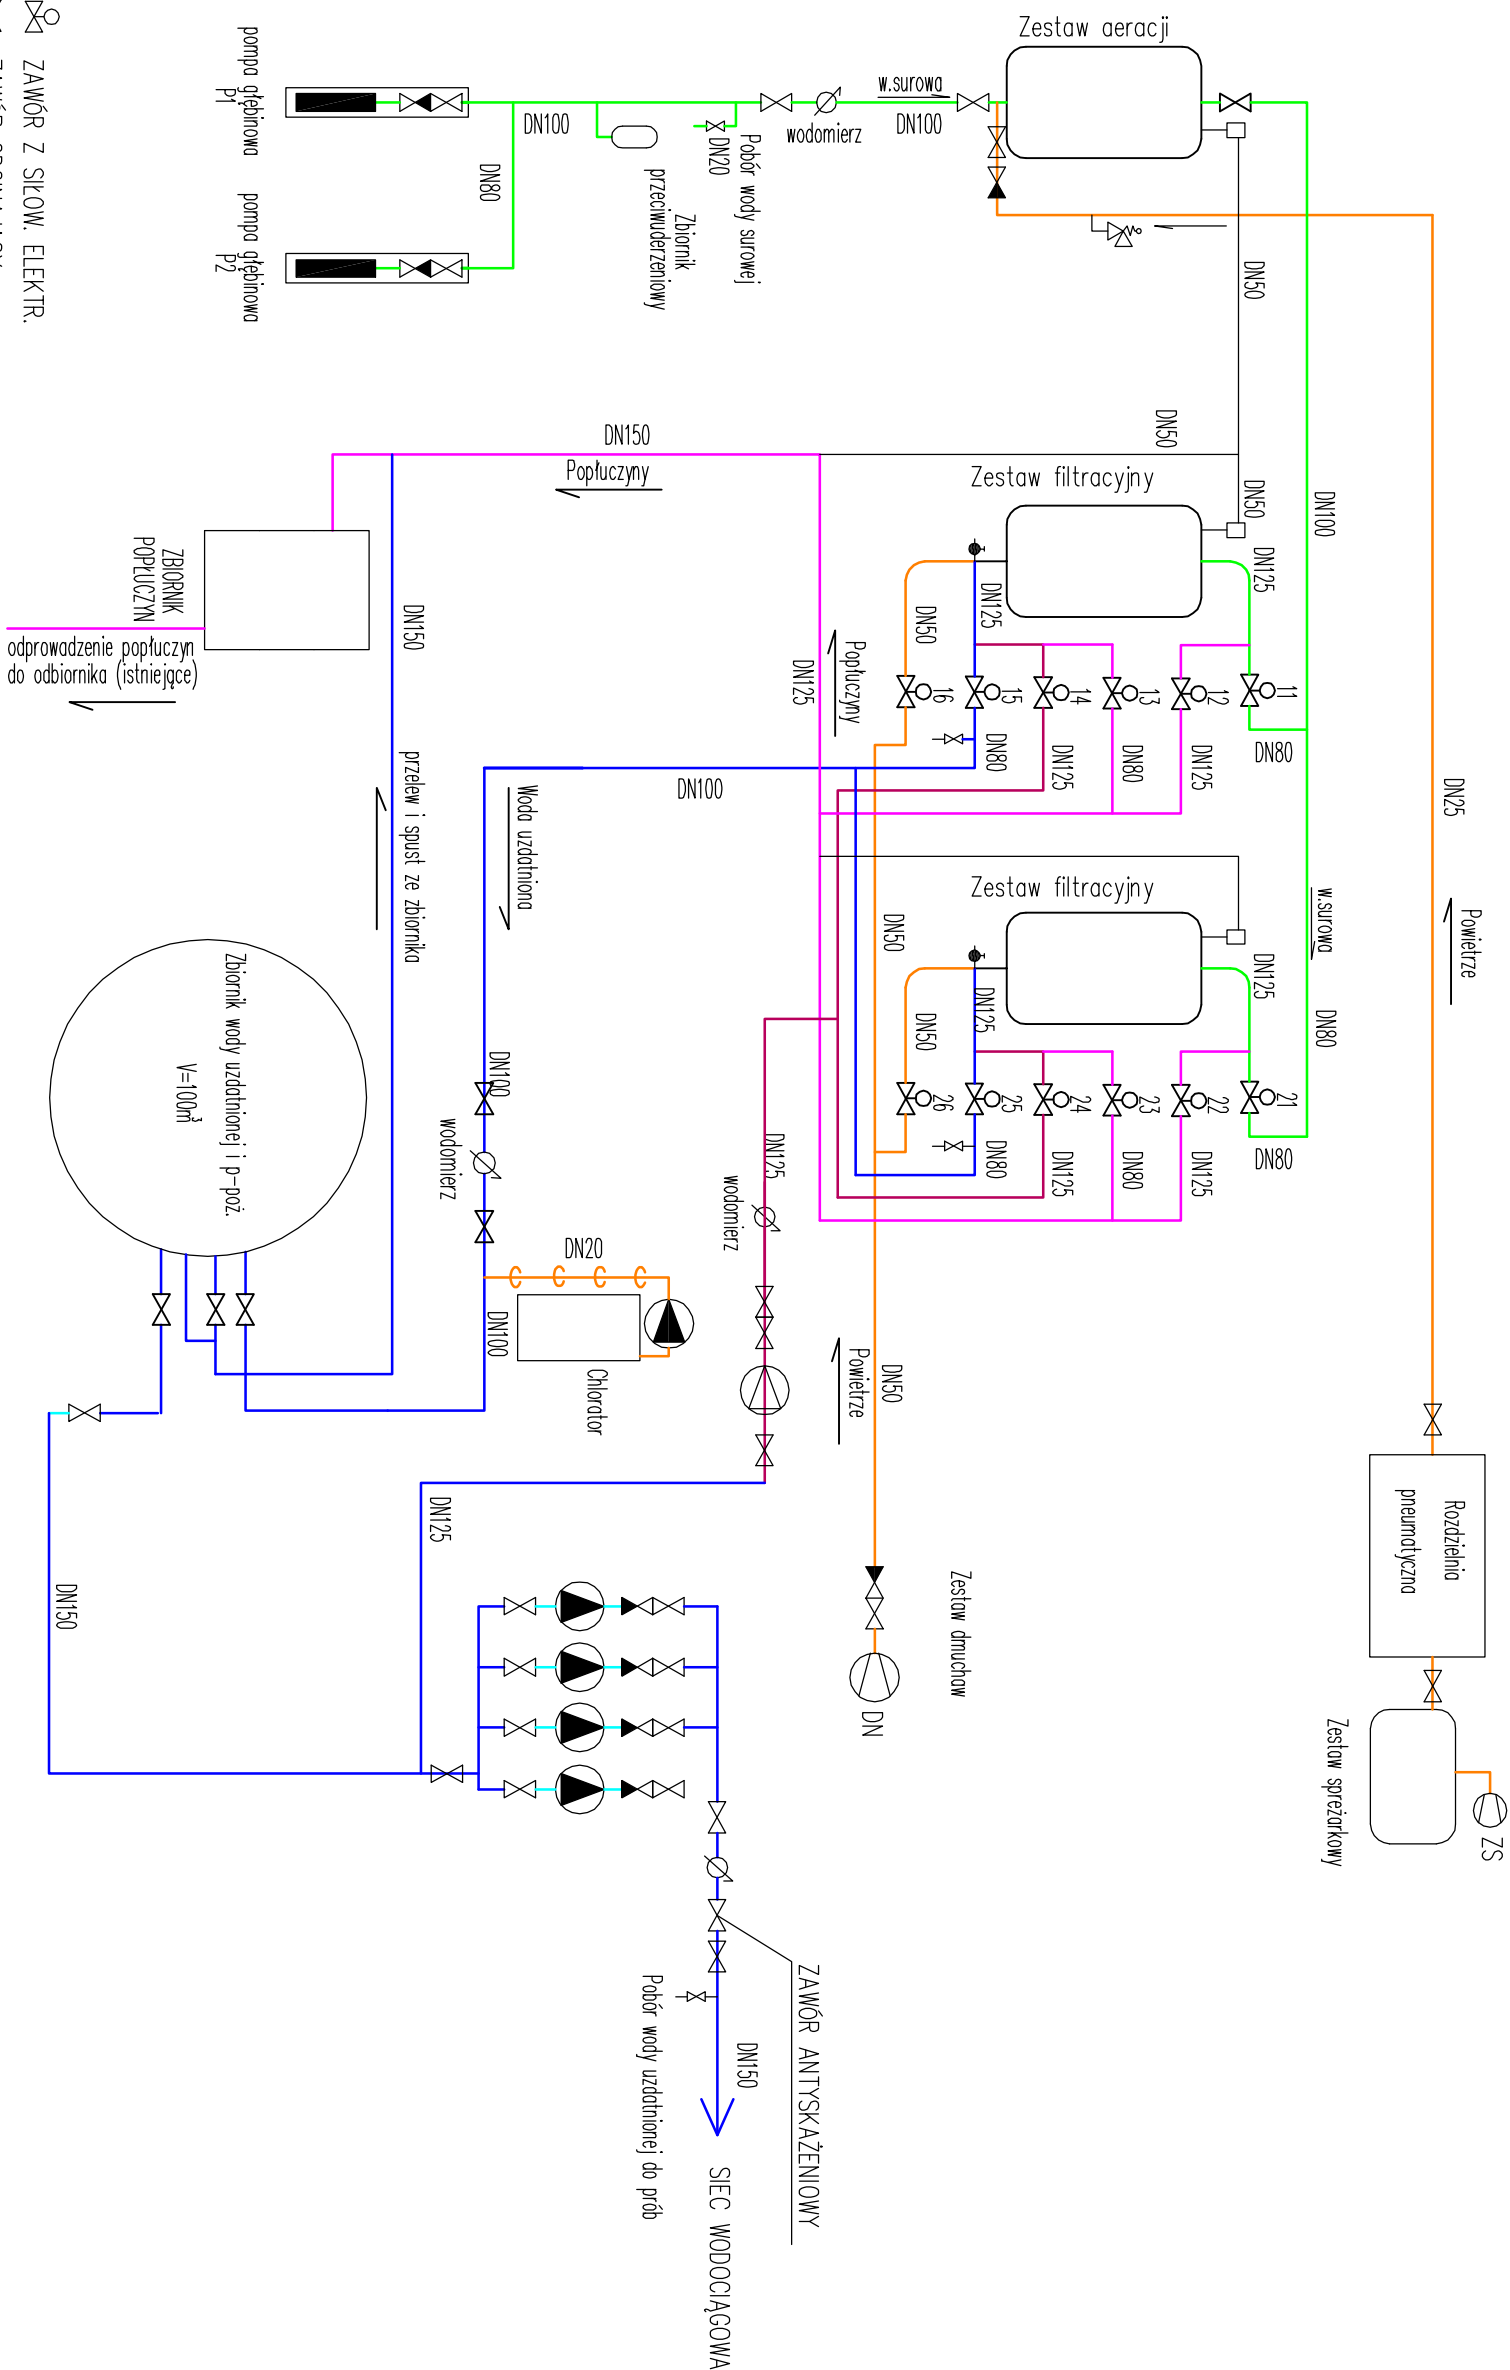 Zestaw aeracji
w.surowa
DN100
wodomierz
Pobór wody surowej
DN20
Zbiornik
przeciwuderzeniowy
DN100
DN80
pompa głębinowa
P1
pompa głębinowa
P2
ZAWÓR Z SIŁOW. ELEKTR.
DN50
DN50
DN50
DN150
Popłuczyny
Zestaw filtracyjny
DN100
DN125
DN125
DN50
Popłuczyny
DN125
16
15
14
13
12
11
DN80
DN125
DN80
DN125
DN80
DN25
DN100
ZBIORNIK
POPŁUCZYN
odprowadzenie popłuczyn
do odbiornika (istniejące)
DN150
przelew i spust ze zbiornika
Woda uzdatniona
Zestaw filtracyjny
w.surowa
Powietrze
DN50
DN125
DN125
DN50
DN80
26
25
24
23
22
21
DN80
DN125
DN80
DN125
DN80
Zbiornik wody uzdatnionej i p-poż.
V=100m³
DN100
wodomierz
DN125
wodomierz
DN20
DN100
Chlorator
Powietrze
DN50
DN125
DN150
Zestaw dmuchaw
DN
Rozdzielnia
pneumatyczna
Zestaw sprężarkowy
ZS
ZAWÓR ANTYSKAŻENIOWY
DN150
Pobór wody uzdatnionej do prób
SIEC WODOCIĄGOWA